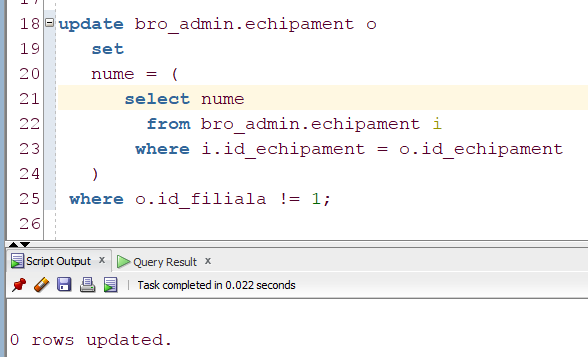 18 update bro_admin.echipament o
19 set
20 nume = (
21 select nume
22 from bro_admin.echipament i
23 where i.id_echipament = o.id_echipament
24 )
25 where o.id_filiala != 1;
26
Script Output x Query Result x
Task completed in 0.022 seconds
0 rows updated.